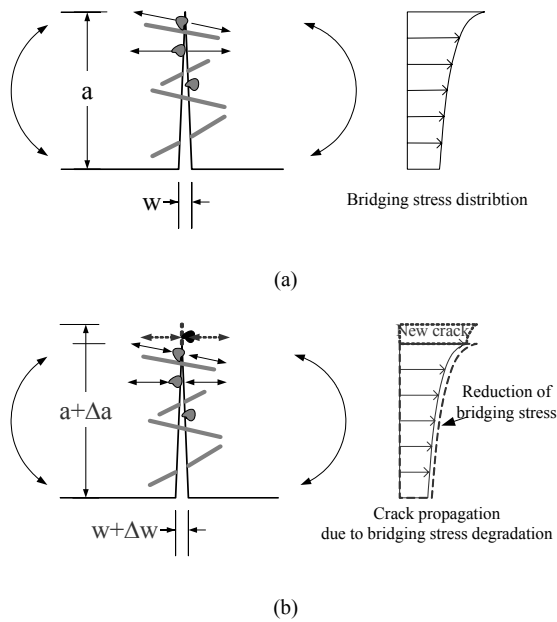 a
w
Bridging stress distribtion
(a)
New crack
a+Δa
Reduction of
bridging stress
w+Δw
Crack propagation
due to bridging stress degradation
(b)